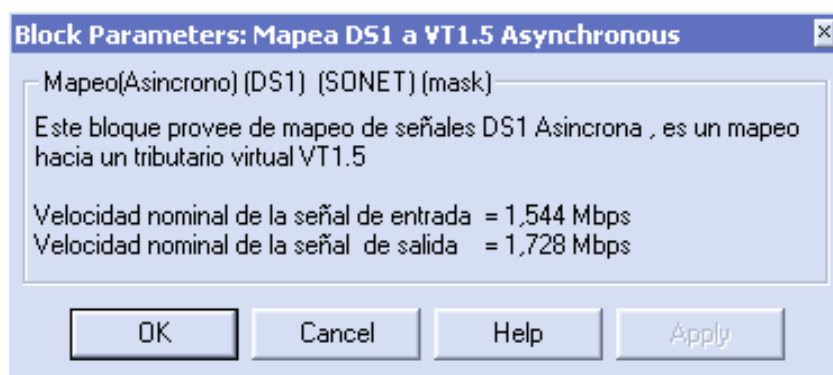 Block Parameters: Mapea DS1 a VT1.5 Asynchronous
Mapeo(Asincrono) (DS1) (SONET) (mask)
Este bloque provee de mapeo de señales DS1 Asincrona , es un mapeo
hacia un tributario virtual VT1.5
Velocidad nominal de la señal de entrada = 1,544 Mbps
Velocidad nominal de la señal de salida = 1,728 Mbps
OK Cancel Help Apply